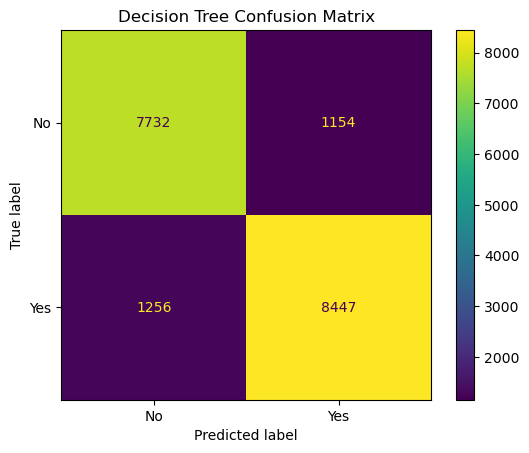 Decision Tree Confusion Matrix
True label
No
7732
1154
Yes
1256
8447
No
Yes
Predicted label
8000
7000
6000
5000
4000
3000
2000